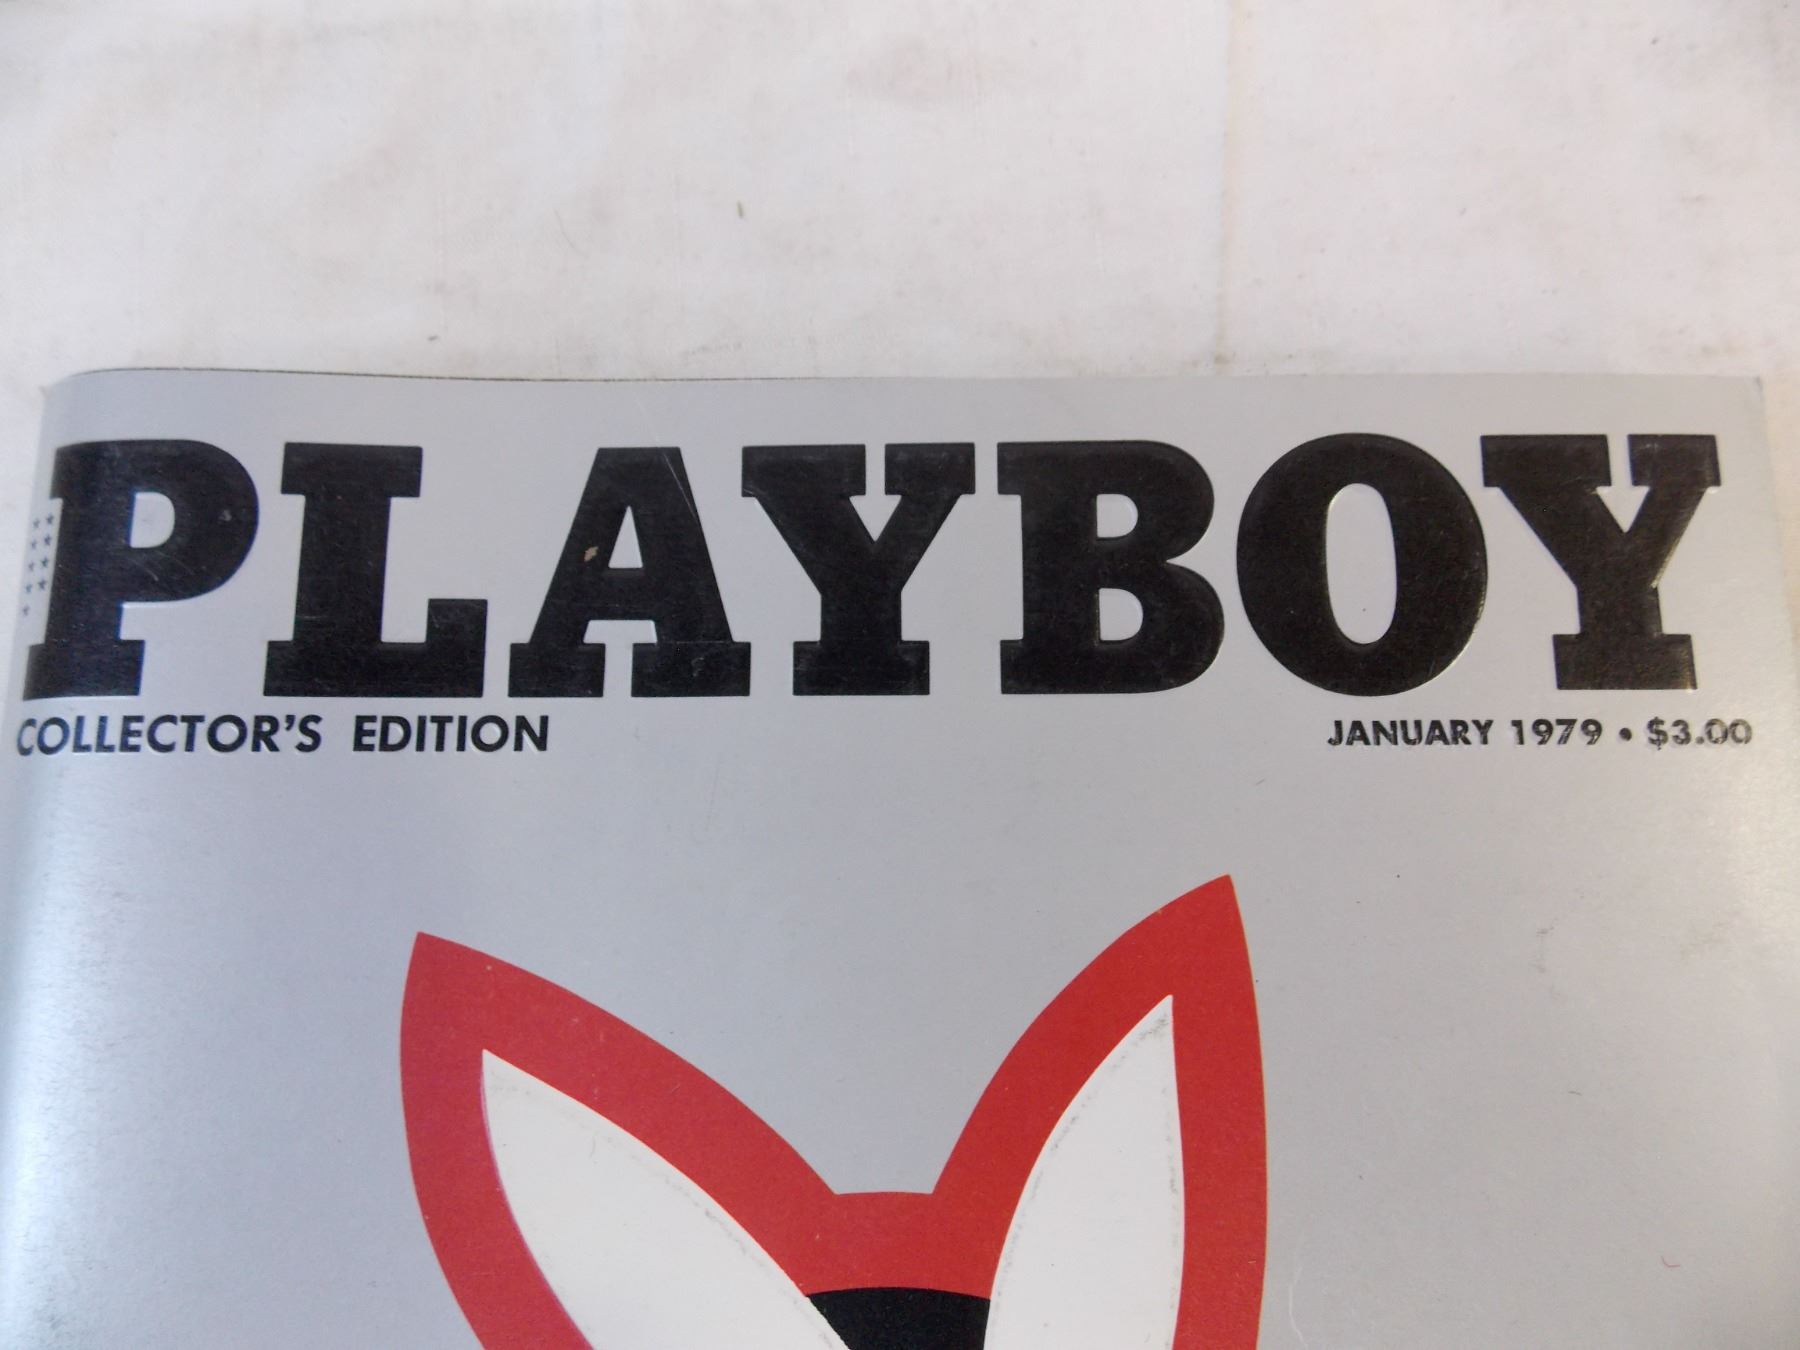 PLAYBOY
COLLECTOR'S EDITION
JANUARY 1979 • $3.00